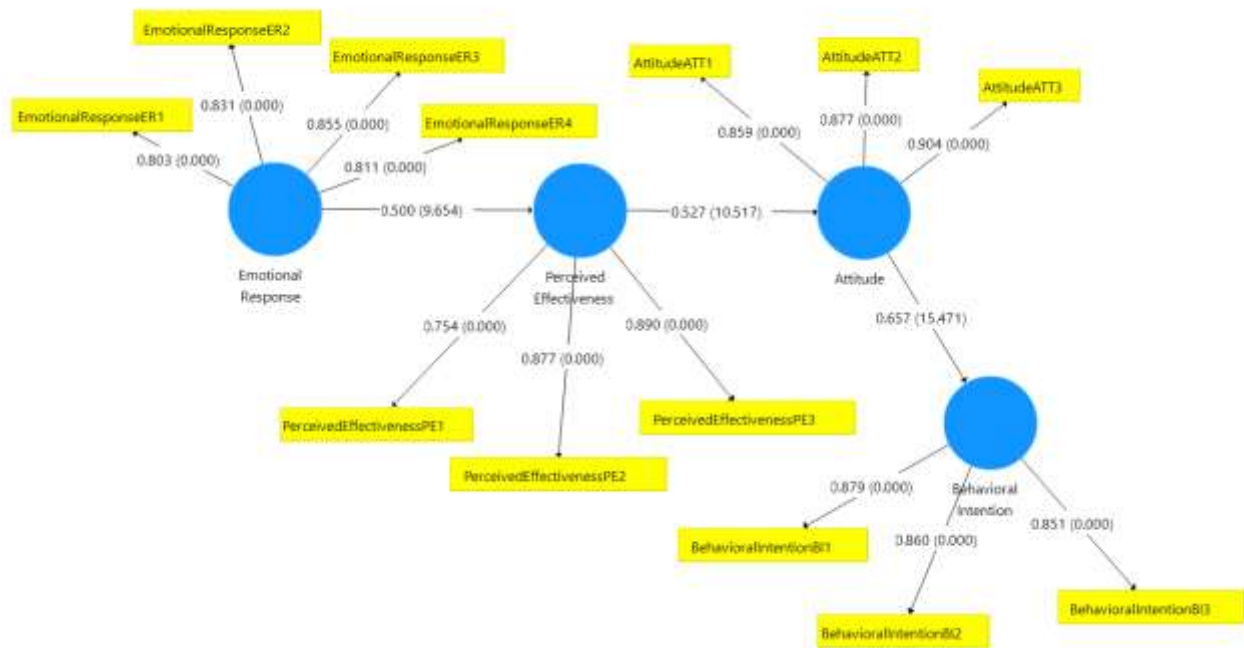 EmotionalResponseER2
EmotionalResponseER3
AttitudeATT1
AttitudeATT2
AttitudeATT3
EmotionalResponseER1
EmotionalResponseER4
0.831 (0.000)
0.855 (0.000)
0.859 (0.000)
0.877 (0.000)
0.904 (0.000)
0.803 (0.000)
0.811 (0.000)
0.500 (9.654)
0.527 (10.517)
Emotional
Response
Perceived
Effectiveness
Attitude
0.754 (0.000)
0.877 (0.000)
0.890 (0.000)
0.657 (15.471)
PerceivedEffectivenessPE1
PerceivedEffectivenessPE2
PerceivedEffectivenessPE3
Behavioral
Intention
0.879 (0.000)
0.860 (0.000)
0.851 (0.000)
BehavioralIntentionBI1
BehavioralIntentionBI2
BehavioralIntentionBI3